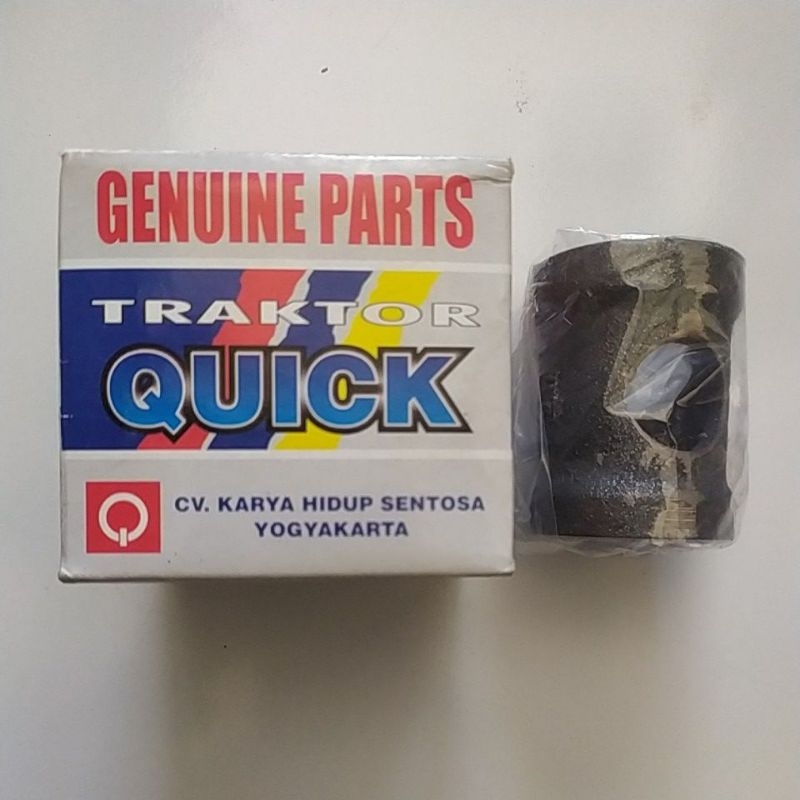 GENUINE PARTS
TRAKTOR
QUICK
CV. KARYA HIDUP SENTOSA
YOGYAKARTA